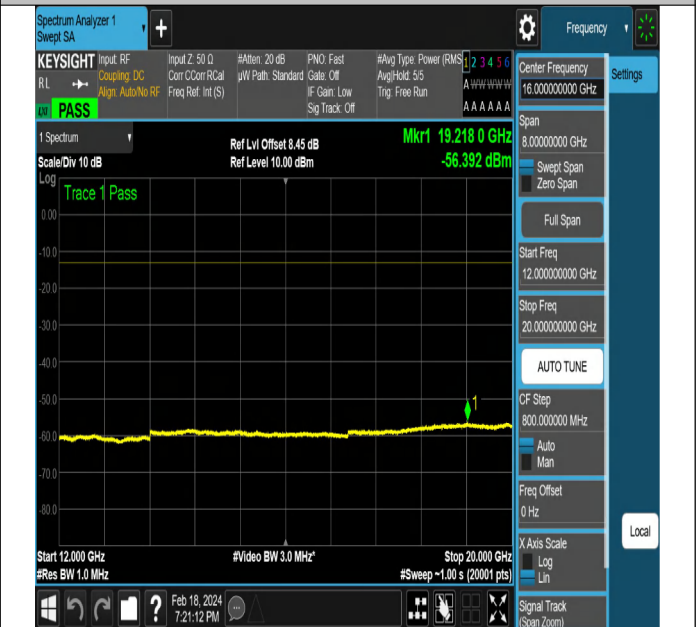 Spectrum Analyzer 1
Swept SA
+
Frequency
KEYSIGHT
RL
PASS
Input: RF
Coupling: DC
Align: Auto/No RF
Input Z: 50 Ω
Corr CCorr RCal
Freq Ref: Int (S)
#Atten: 20 dB
µW Path: Standard
PNO: Fast
Gate: Off
IF Gain: Low
Sig Track: Off
#Avg Type: Power (RMS
Avg|Hold: 5/5
Trig: Free Run
1 2 3 4 5 6
A W W W W W
A A A A A A
1 Spectrum
Scale/Div 10 dB
Log
Ref Lvl Offset 8.45 dB
Ref Level 10.00 dBm
Mkr1 19.218 0 GHz
-56.392 dBm
Trace 1 Pass
0.00
-10.0
-20.0
-30.0
-40.0
-50.0
-60.0
-70.0
-80.0
1
Start 12.000 GHz
#Res BW 1.0 MHz
#Video BW 3.0 MHz*
Stop 20.000 GHz
#Sweep ~1.00 s (20001 pts)
?
Feb 18, 2024
7:21:12 PM
Center Frequency
16.000000000 GHz
Settings
Span
8.00000000 GHz
Swept Span
Zero Span
Full Span
Start Freq
12.000000000 GHz
Stop Freq
20.000000000 GHz
AUTO TUNE
CF Step
800.000000 MHz
Auto
Man
Freq Offset
0 Hz
Local
X Axis Scale
Log
Lin
Signal Track
(Span Zoom)